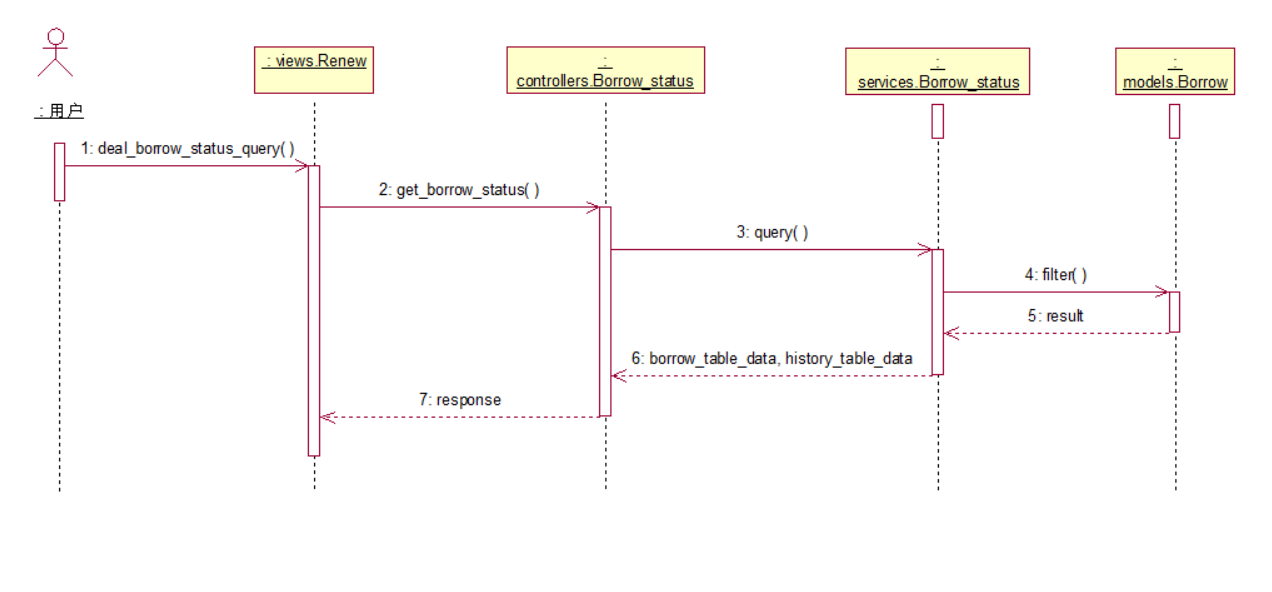 : views.Renew
:
controllers.Borrow_status
:
services.Borrow_status
:
models.Borrow
: 用户
1: deal_borrow_status_query( )
2: get_borrow_status( )
3: query( )
4: filter( )
5: result
6: borrow_table_data, history_table_data
7: response